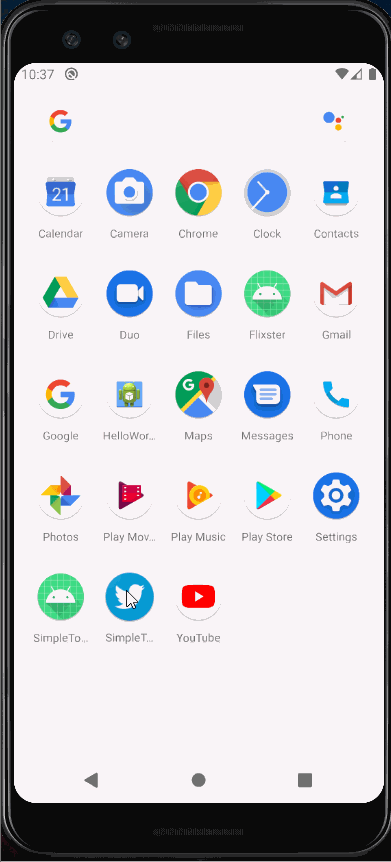 10:37
G
21
Calendar Camera Chrome Clock Contacts
Drive Duo Files Flixster Gmail
G
G
Google HelloWor... Maps Messages Phone
Photos Play Mov... Play Music Play Store Settings
SimpleTo... SimpleT... YouTube